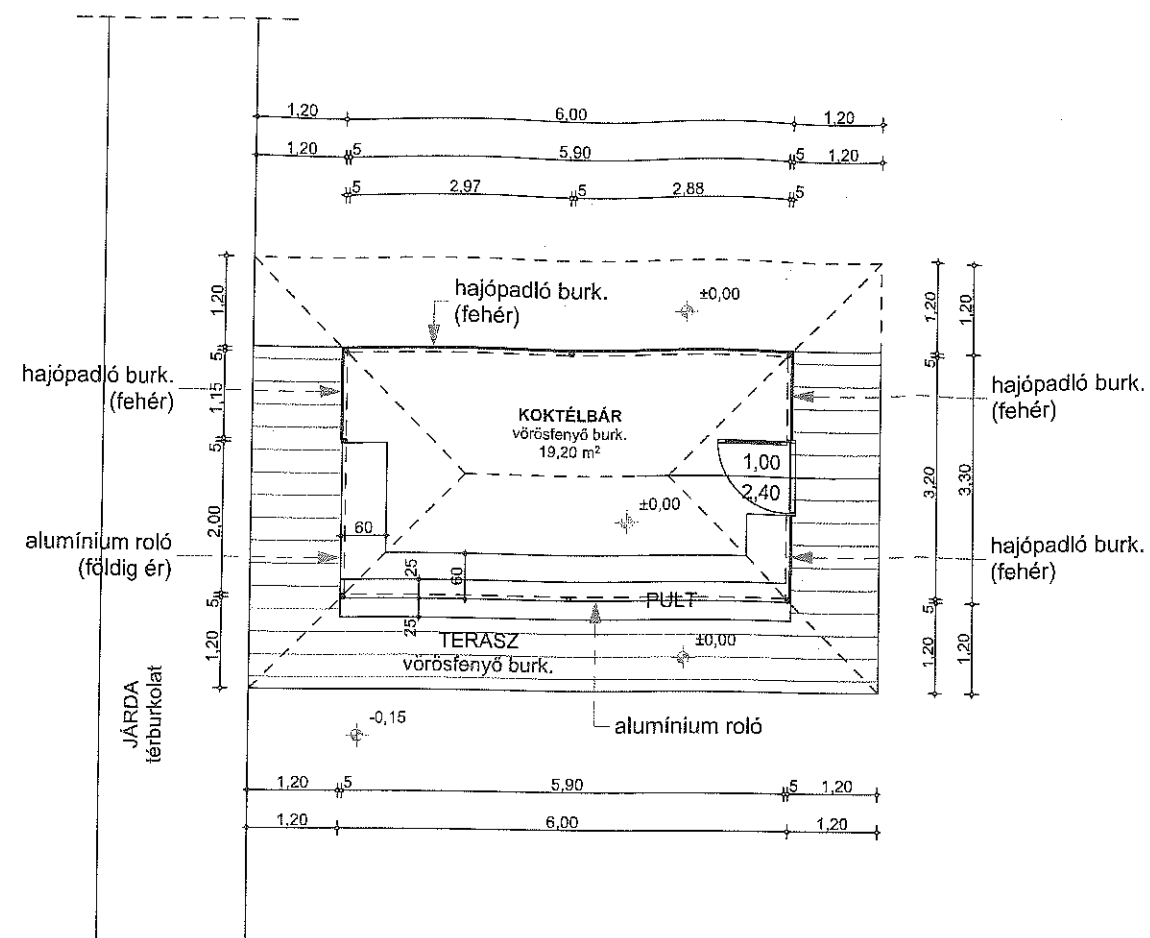 1,20 6,00 1,20
1,20 5 5,90 5 1,20
5 2,97 5 2,88 5
hajópadló burk.
(fehér)
±0,00
1,20
5
1,15
5
2,00
5
1,20
hajópadló burk.
(fehér)
alumínium roló
(földig ér)
KOKTÉLBÁR
vörösfenyő burk.
19,20 m²
1,00
2,40
±0,00
60
25
60
25
PULT
TERASZ
vörösfenyő burk.
±0,00
hajópadló burk.
(fehér)
hajópadló burk.
(fehér)
1,20
5
3,20
5
1,20
1,20
3,30
1,20
alumínium roló
-0,15
JÁRDA
térburkolat
1,20 5 5,90 5 1,20
1,20 6,00 1,20